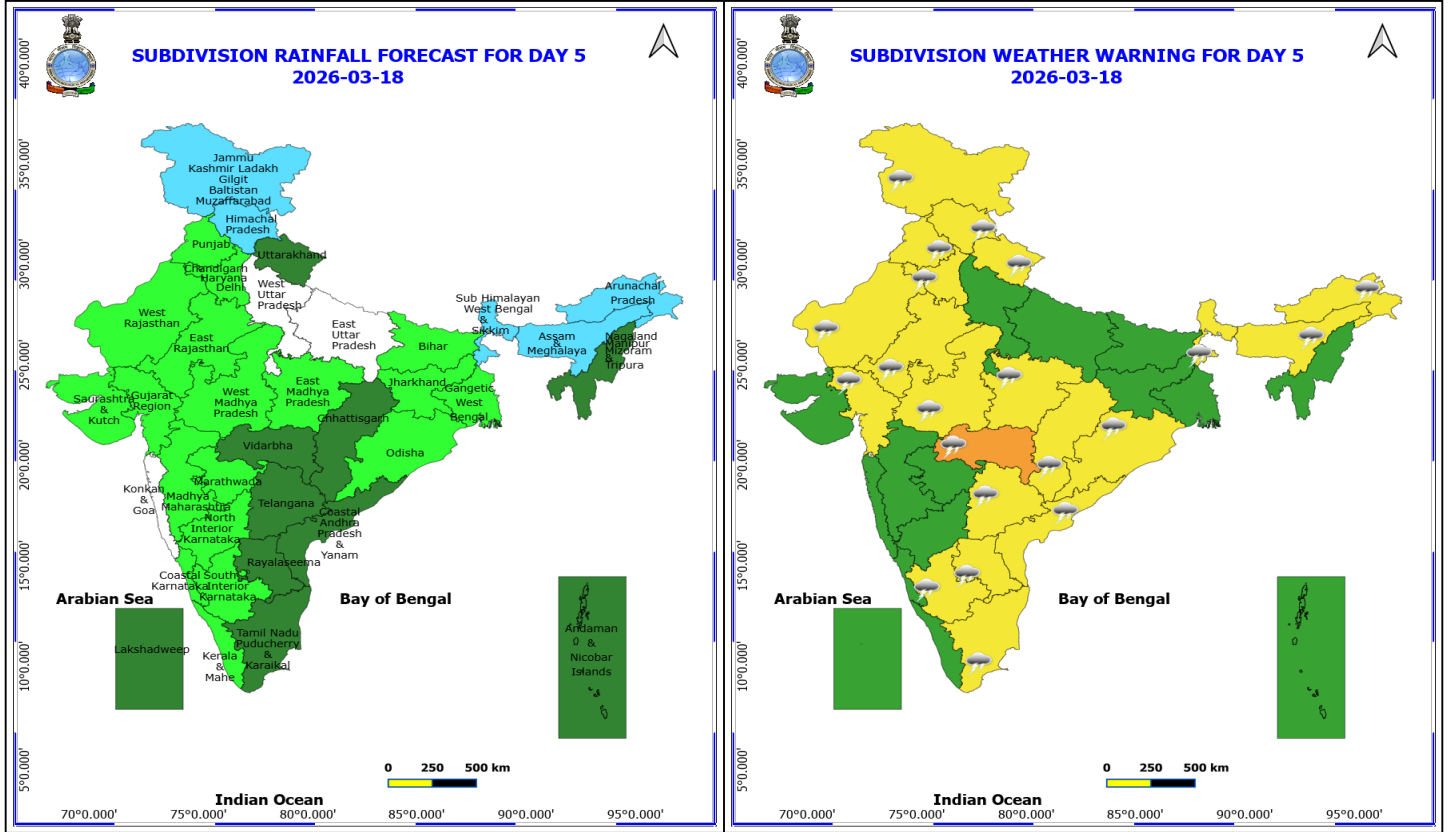 SUBDIVISION RAINFALL FORECAST FOR DAY 5
2026-03-18
40°0.000'
35°0.000'
30°0.000'
25°0.000'
20°0.000'
15°0.000'
10°0.000'
5°0.000'
Jammu
Kashmir Ladakh
Gilgit
Baltistan
Muzaffarabad
Himachal
Pradesh
Punjab
Uttarakhand
Chandigarh
Haryana
Delhi
West
Uttar
Pradesh
East
Uttar
Pradesh
West
Rajasthan
East
Rajasthan
Sub Himalayan
West Bengal
&
Sikkim
Arunachal
Pradesh
Assam
&
Meghalaya
Nagaland
Manipur
Mizoram
&
Tripura
Bihar
Jharkhand
Gangetic
West
Bengal
Saurashtra
&
Kutch
Gujarat
Region
West
Madhya
Pradesh
East
Madhya
Pradesh
Chhattisgarh
Vidarbha
Odisha
Konkan
&
Goa
Marathwada
Madhya
Maharashtra
North
Interior
Karnataka
Telangana
Coastal
Andhra
Pradesh
&
Yanam
Rayalaseema
Coastal
Karnataka
South
Interior
Karnataka
Tamil Nadu
Puducherry
&
Karaikal
Kerala
&
Mahe
Arabian Sea
Bay of Bengal
Lakshadweep
Andaman
&
Nicobar
Islands
0 250 500 km
Indian Ocean
70°0.000' 75°0.000' 80°0.000' 85°0.000' 90°0.000' 95°0.000'
SUBDIVISION WEATHER WARNING FOR DAY 5
2026-03-18
40°0.000'
35°0.000'
30°0.000'
25°0.000'
20°0.000'
15°0.000'
10°0.000'
5°0.000'
Arabian Sea
Bay of Bengal
0 250 500 km
Indian Ocean
70°0.000' 75°0.000' 80°0.000' 85°0.000' 90°0.000' 95°0.000'